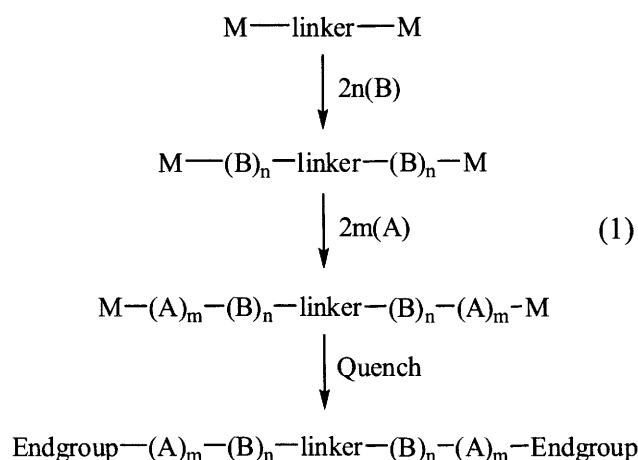 M—linker—M
2n(B)
M—(B)ₙ—linker—(B)ₙ—M
2m(A)
(1)
M—(A)ₘ—(B)ₙ—linker—(B)ₙ—(A)ₘ—M
Quench
Endgroup—(A)ₘ—(B)ₙ—linker—(B)ₙ—(A)ₘ—Endgroup